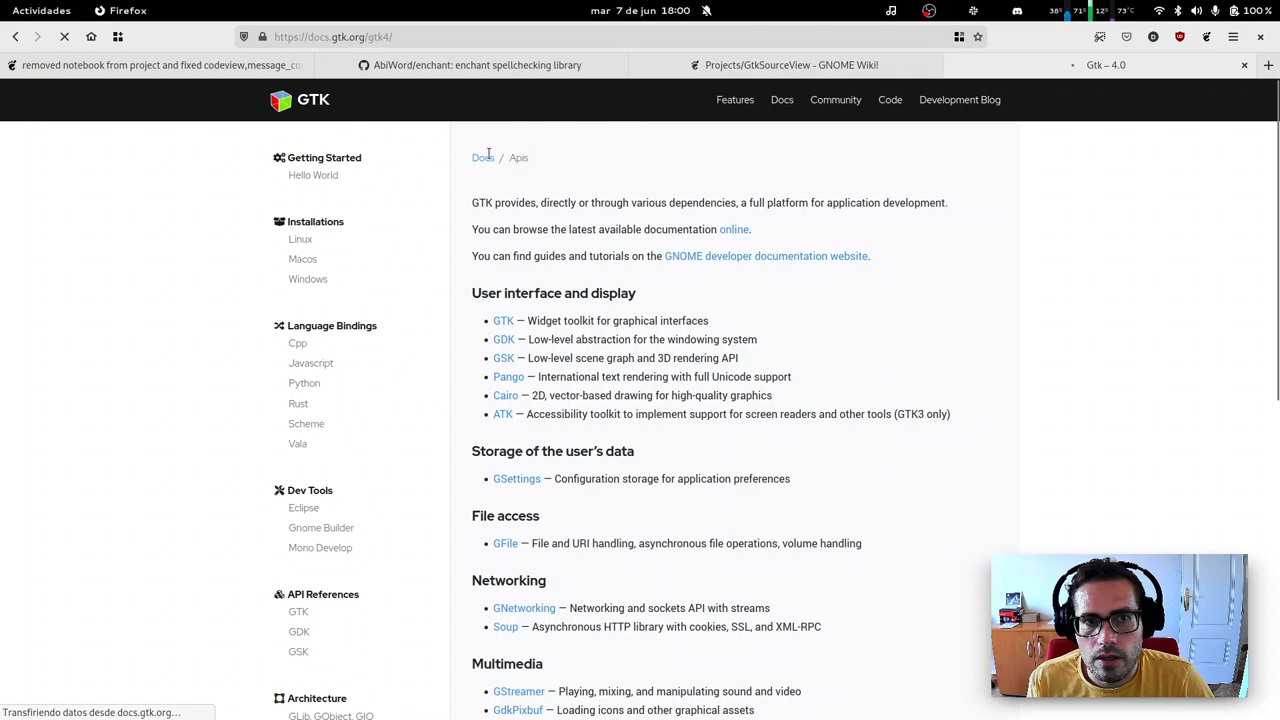 Actividades
Firefox
mar 7 de jun 18:00
38%
71%
12%
73°C
100 %
https://docs.gtk.org/gtk4/
removed notebook from project and fixed codeview,message_co
AbiWord/enchant: enchant spellchecking library
Projects/GtkSourceView - GNOME Wiki!
Gtk – 4.0
GTK
Features
Docs
Community
Code
Development Blog
Getting Started
Hello World
Installations
Linux
Macos
Windows
Language Bindings
Cpp
Javascript
Python
Rust
Scheme
Vala
Dev Tools
Eclipse
Gnome Builder
Mono Develop
API References
GTK
GDK
GSK
Architecture
GLib, GObject, GIO
Docs / Apis
GTK provides, directly or through various dependencies, a full platform for application development.
You can browse the latest available documentation online.
You can find guides and tutorials on the GNOME developer documentation website.
User interface and display
• GTK — Widget toolkit for graphical interfaces
• GDK — Low-level abstraction for the windowing system
• GSK — Low-level scene graph and 3D rendering API
• Pango — International text rendering with full Unicode support
• Cairo — 2D, vector-based drawing for high-quality graphics
• ATK — Accessibility toolkit to implement support for screen readers and other tools (GTK3 only)
Storage of the user’s data
• GSettings — Configuration storage for application preferences
File access
• GFile — File and URI handling, asynchronous file operations, volume handling
Networking
• GNetworking — Networking and sockets API with streams
• Soup — Asynchronous HTTP library with cookies, SSL, and XML-RPC
Multimedia
• GStreamer — Playing, mixing, and manipulating sound and video
• GdkPixbuf — Loading icons and other graphical assets
Transfiriendo datos desde docs.gtk.org…